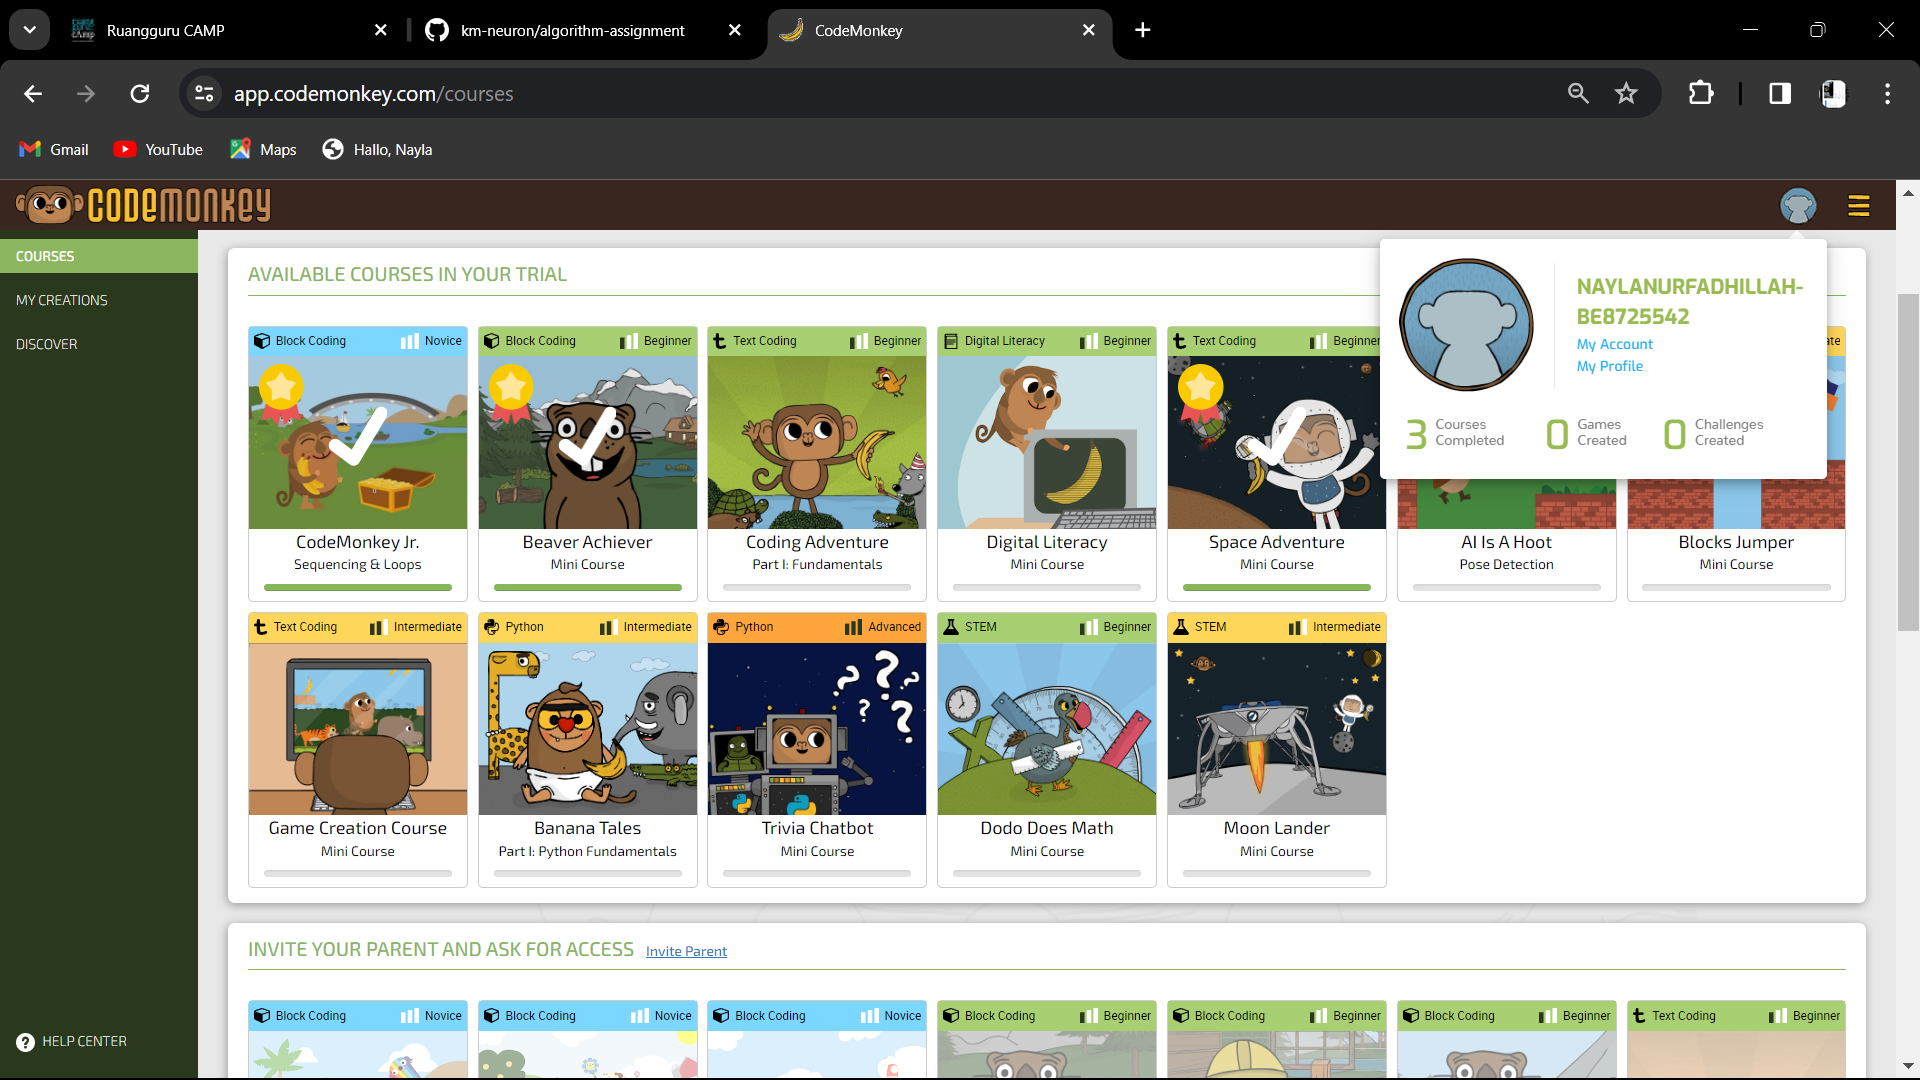 Ruangguru CAMP
km-neuron/algorithm-assignment
CodeMonkey
app.codemonkey.com/courses
Gmail
YouTube
Maps
Hallo, Nayla
CODEMONKEY
COURSES
MY CREATIONS
DISCOVER
HELP CENTER
AVAILABLE COURSES IN YOUR TRIAL
NAYLANURFADHILLAH-
BE8725542
My Account
My Profile
3 Courses Completed
0 Games Created
0 Challenges Created
Block Coding Novice
CodeMonkey Jr.
Sequencing & Loops
Block Coding Beginner
Beaver Achiever
Mini Course
Text Coding Beginner
Coding Adventure
Part I: Fundamentals
Digital Literacy Beginner
Digital Literacy
Mini Course
Text Coding Beginner
Space Adventure
Mini Course
AI Is A Hoot
Pose Detection
ate
Blocks Jumper
Mini Course
Text Coding Intermediate
Game Creation Course
Mini Course
Python Intermediate
Banana Tales
Part I: Python Fundamentals
Python Advanced
Trivia Chatbot
Mini Course
STEM Beginner
Dodo Does Math
Mini Course
STEM Intermediate
Moon Lander
Mini Course
INVITE YOUR PARENT AND ASK FOR ACCESS Invite Parent
Block Coding Novice
Block Coding Novice
Block Coding Novice
Block Coding Beginner
Block Coding Beginner
Block Coding Beginner
Text Coding Beginner